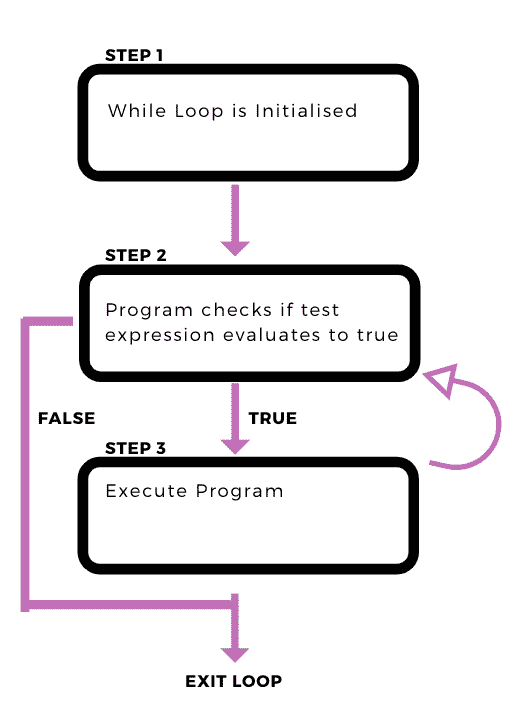 STEP 1
While Loop is Initialised
STEP 2
Program checks if test
expression evaluates to true
FALSE
TRUE
STEP 3
Execute Program
EXIT LOOP